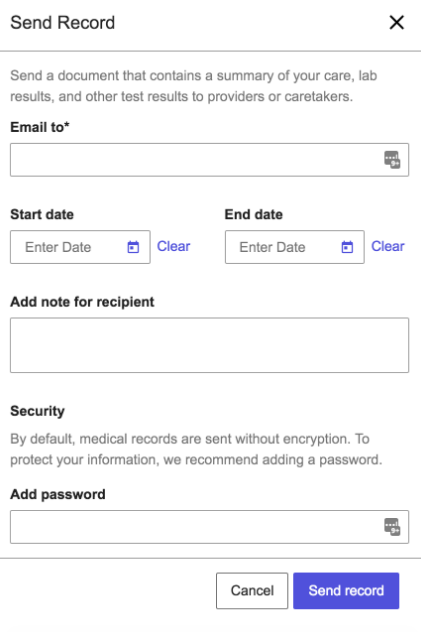 Send Record
Send a document that contains a summary of your care, lab
results, and other test results to providers or caretakers.
Email to*
Start date
End date
Enter Date
Clear
Enter Date
Clear
Add note for recipient
Security
By default, medical records are sent without encryption. To
protect your information, we recommend adding a password.
Add password
Cancel
Send record